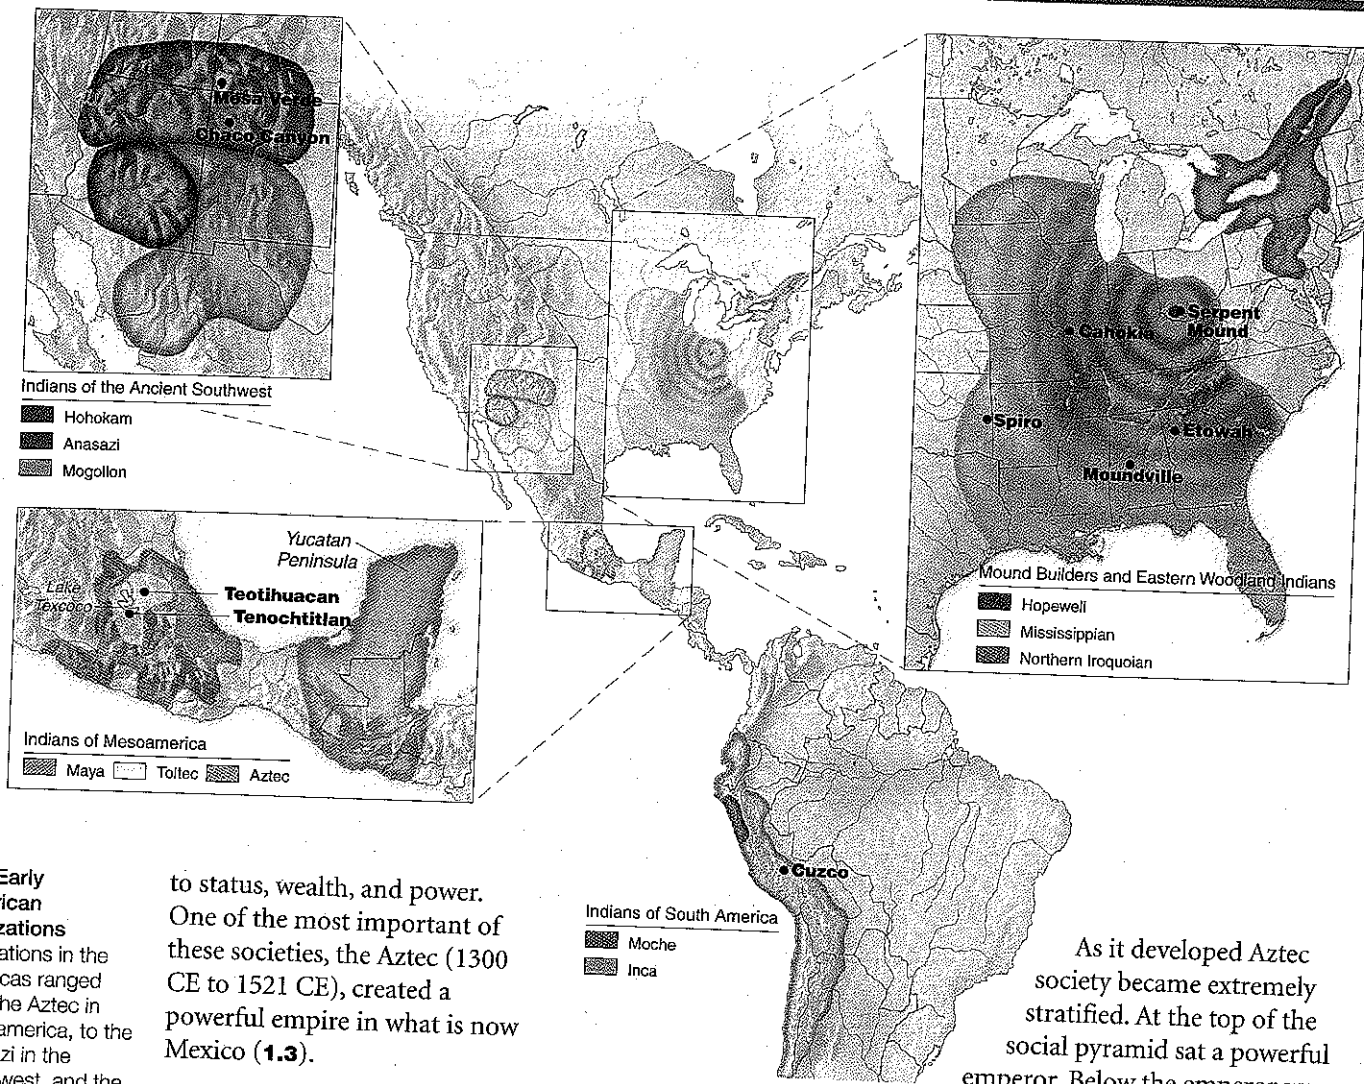 Mesa Verde
Chaco Canyon
Indians of the Ancient Southwest
Hohokam
Anasazi
Mogollon
Yucatan
Peninsula
Lake
Texcoco
Teotihuacan
Tenochtitlan
Indians of Mesoamerica
Maya Toltec Aztec
Serpent
Mound
Cahokia
Spiro
Etowah
Moundville
Mound Builders and Eastern Woodland Indians
Hopewell
Mississippian
Northern Iroquoian
Cuzco
Indians of South America
Moche
Inca
Early
rican
zations
ations in the
cas ranged
he Aztec in
america, to the
zi in the
west, and the
to status, wealth, and power.
One of the most important of
these societies, the Aztec (1300
CE to 1521 CE), created a
powerful empire in what is now
Mexico (1.3).
As it developed Aztec
society became extremely
stratified. At the top of the
social pyramid sat a powerful
emperor. Below the emperor